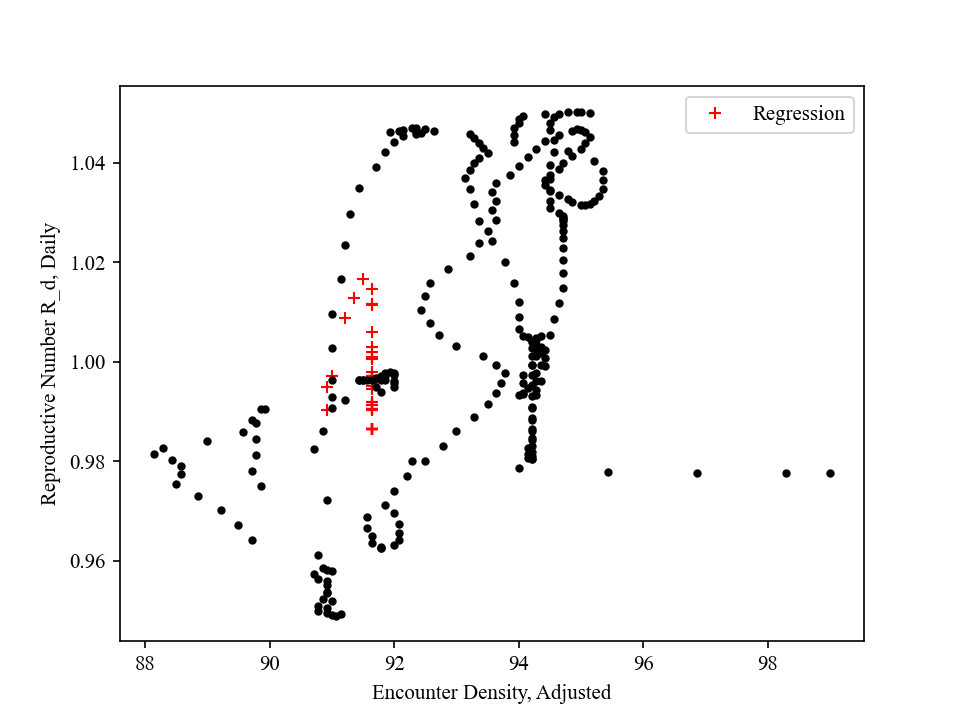 Regression
1.04
1.02
1.00
0.98
0.96
Reproductive Number R_d, Daily
88 90 92 94 96 98
Encounter Density, Adjusted